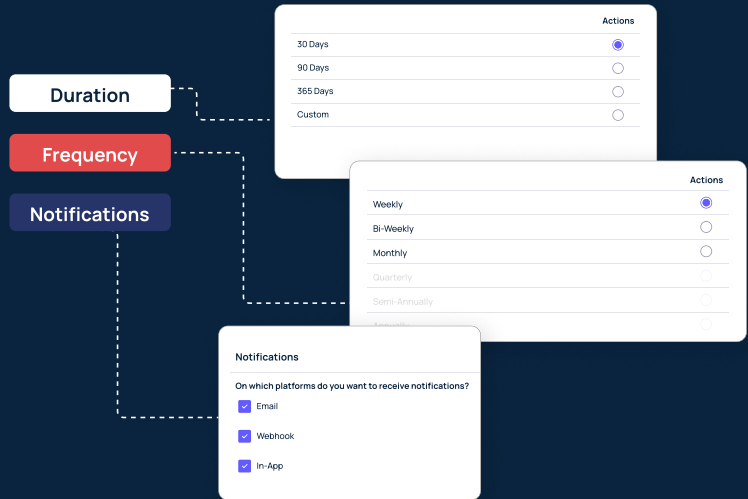 Duration
Frequency
Notifications
Actions
30 Days
90 Days
365 Days
Custom
Actions
Weekly
Bi-Weekly
Monthly
Quarterly
Semi-Annually
Notifications
On which platforms do you want to receive notifications?
Email
Webhook
In-App